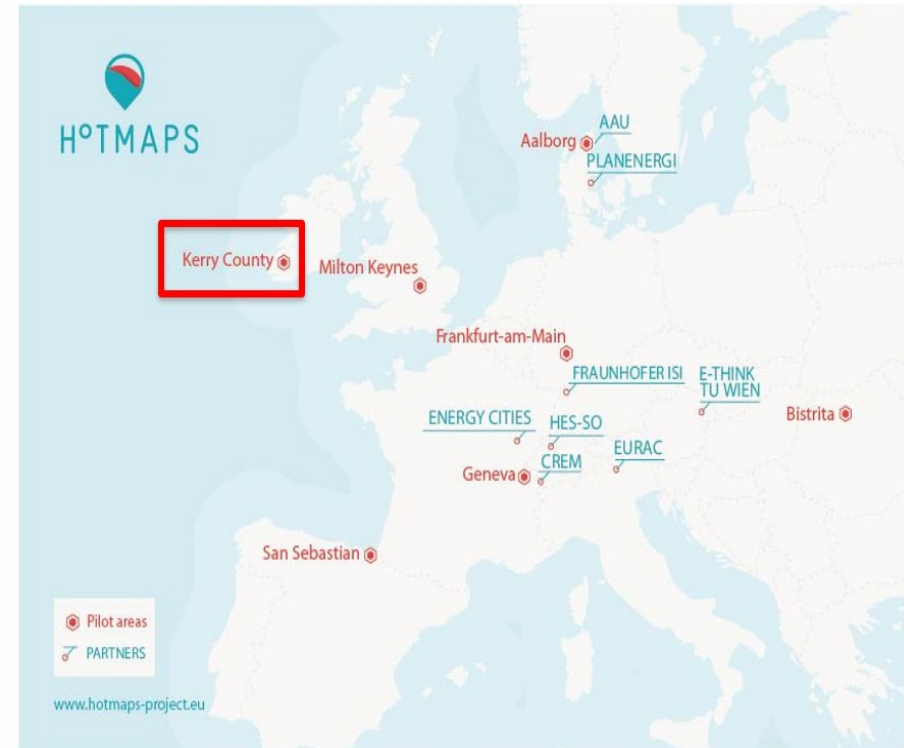 HOTMAPS
Aalborg
AAU
PLANENERGI
Kerry County
Milton Keynes
Frankfurt-am-Main
FRAUNHOFER ISI
E-THINK
TU WIEN
Bistrita
ENERGY CITIES
HES-SO
EURAC
CREM
Geneva
San Sebastian
Pilot areas
PARTNERS
www.hotmaps-project.eu